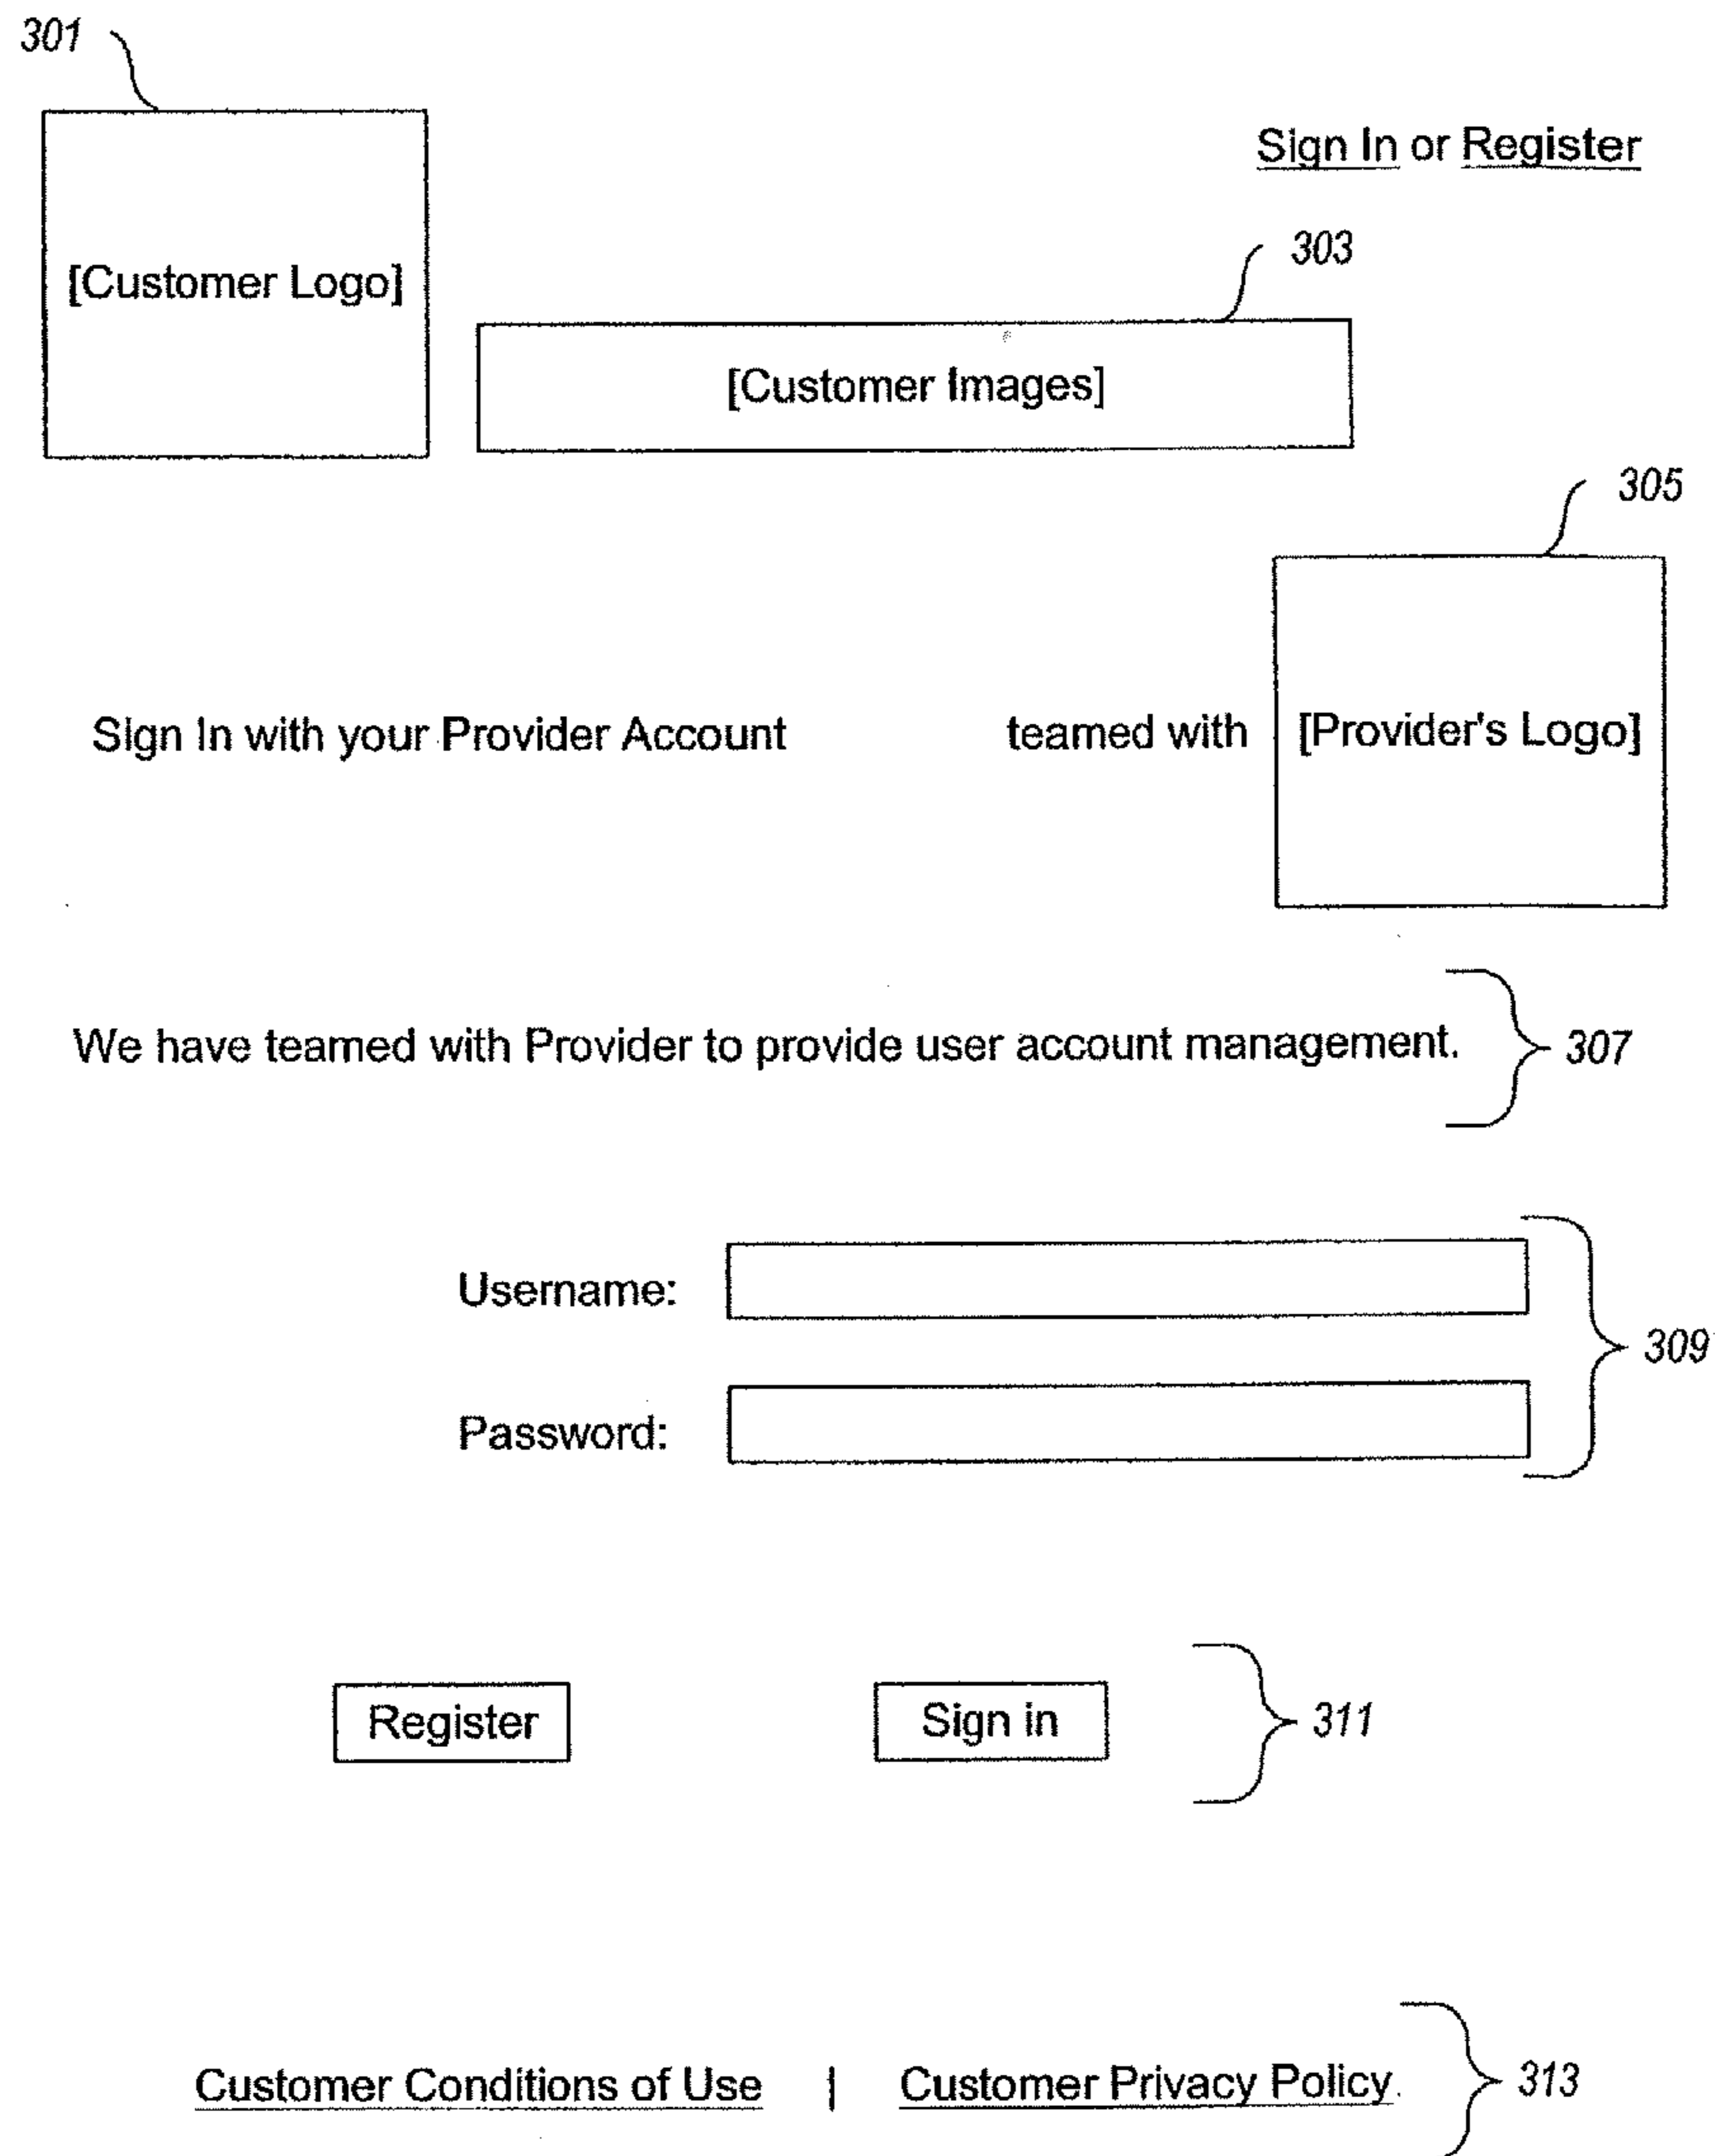 301
Sign In or Register
[Customer Logo]
303
[Customer Images]
305
Sign In with your Provider Account teamed with [Provider's Logo]
We have teamed with Provider to provide user account management. 307
Username:
309
Password:
Register Sign in 311
Customer Conditions of Use | Customer Privacy Policy. 313